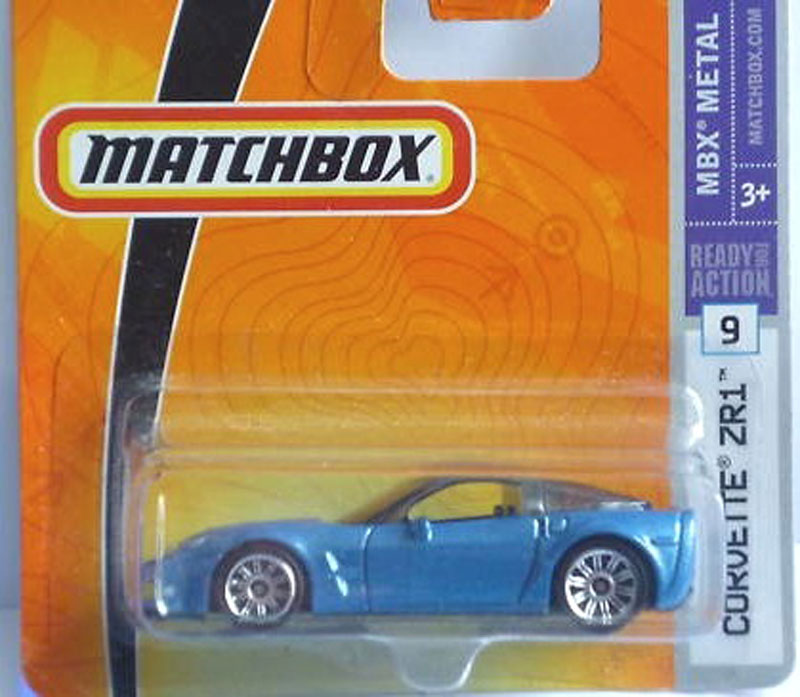 MATCHBOX®
MBX® METAL
MATCHBOX.COM
3+
READY FOR
ACTION
9
CORVETTE® ZR1™